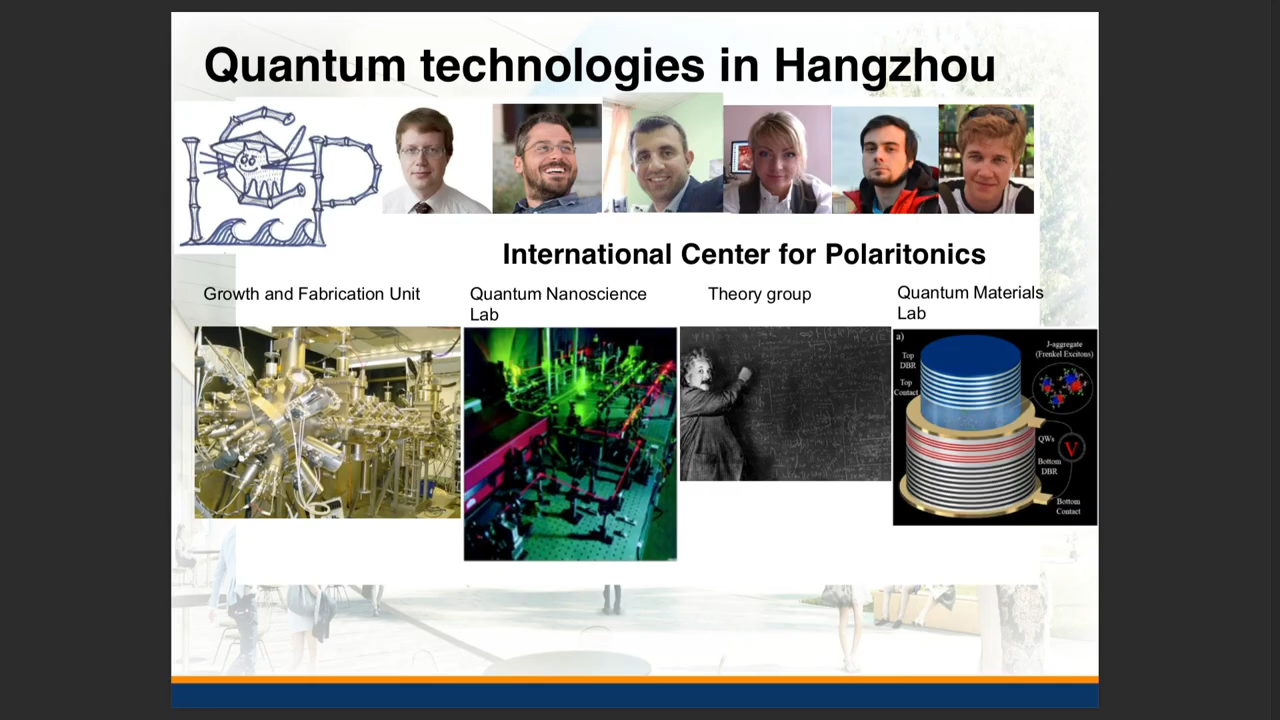 Quantum technologies in Hangzhou
ICP
International Center for Polaritonics
Growth and Fabrication Unit
Quantum Nanoscience
Lab
Theory group
Quantum Materials
Lab
a)
J-aggregate
(Frenkel Excitons)
Top
DBR
Top
Contact
QWs
V
Bottom
DBR
Bottom
Contact